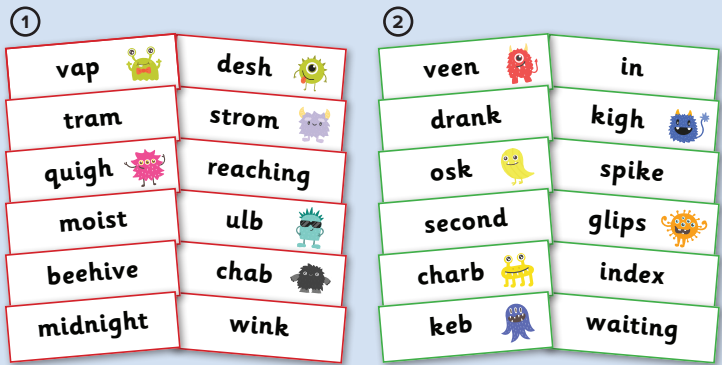 1
vap
desh
tram
strom
quigh
reaching
moist
ulb
beehive
chab
midnight
wink
2
veen
in
drank
kigh
osk
spike
second
glips
charb
index
keb
waiting